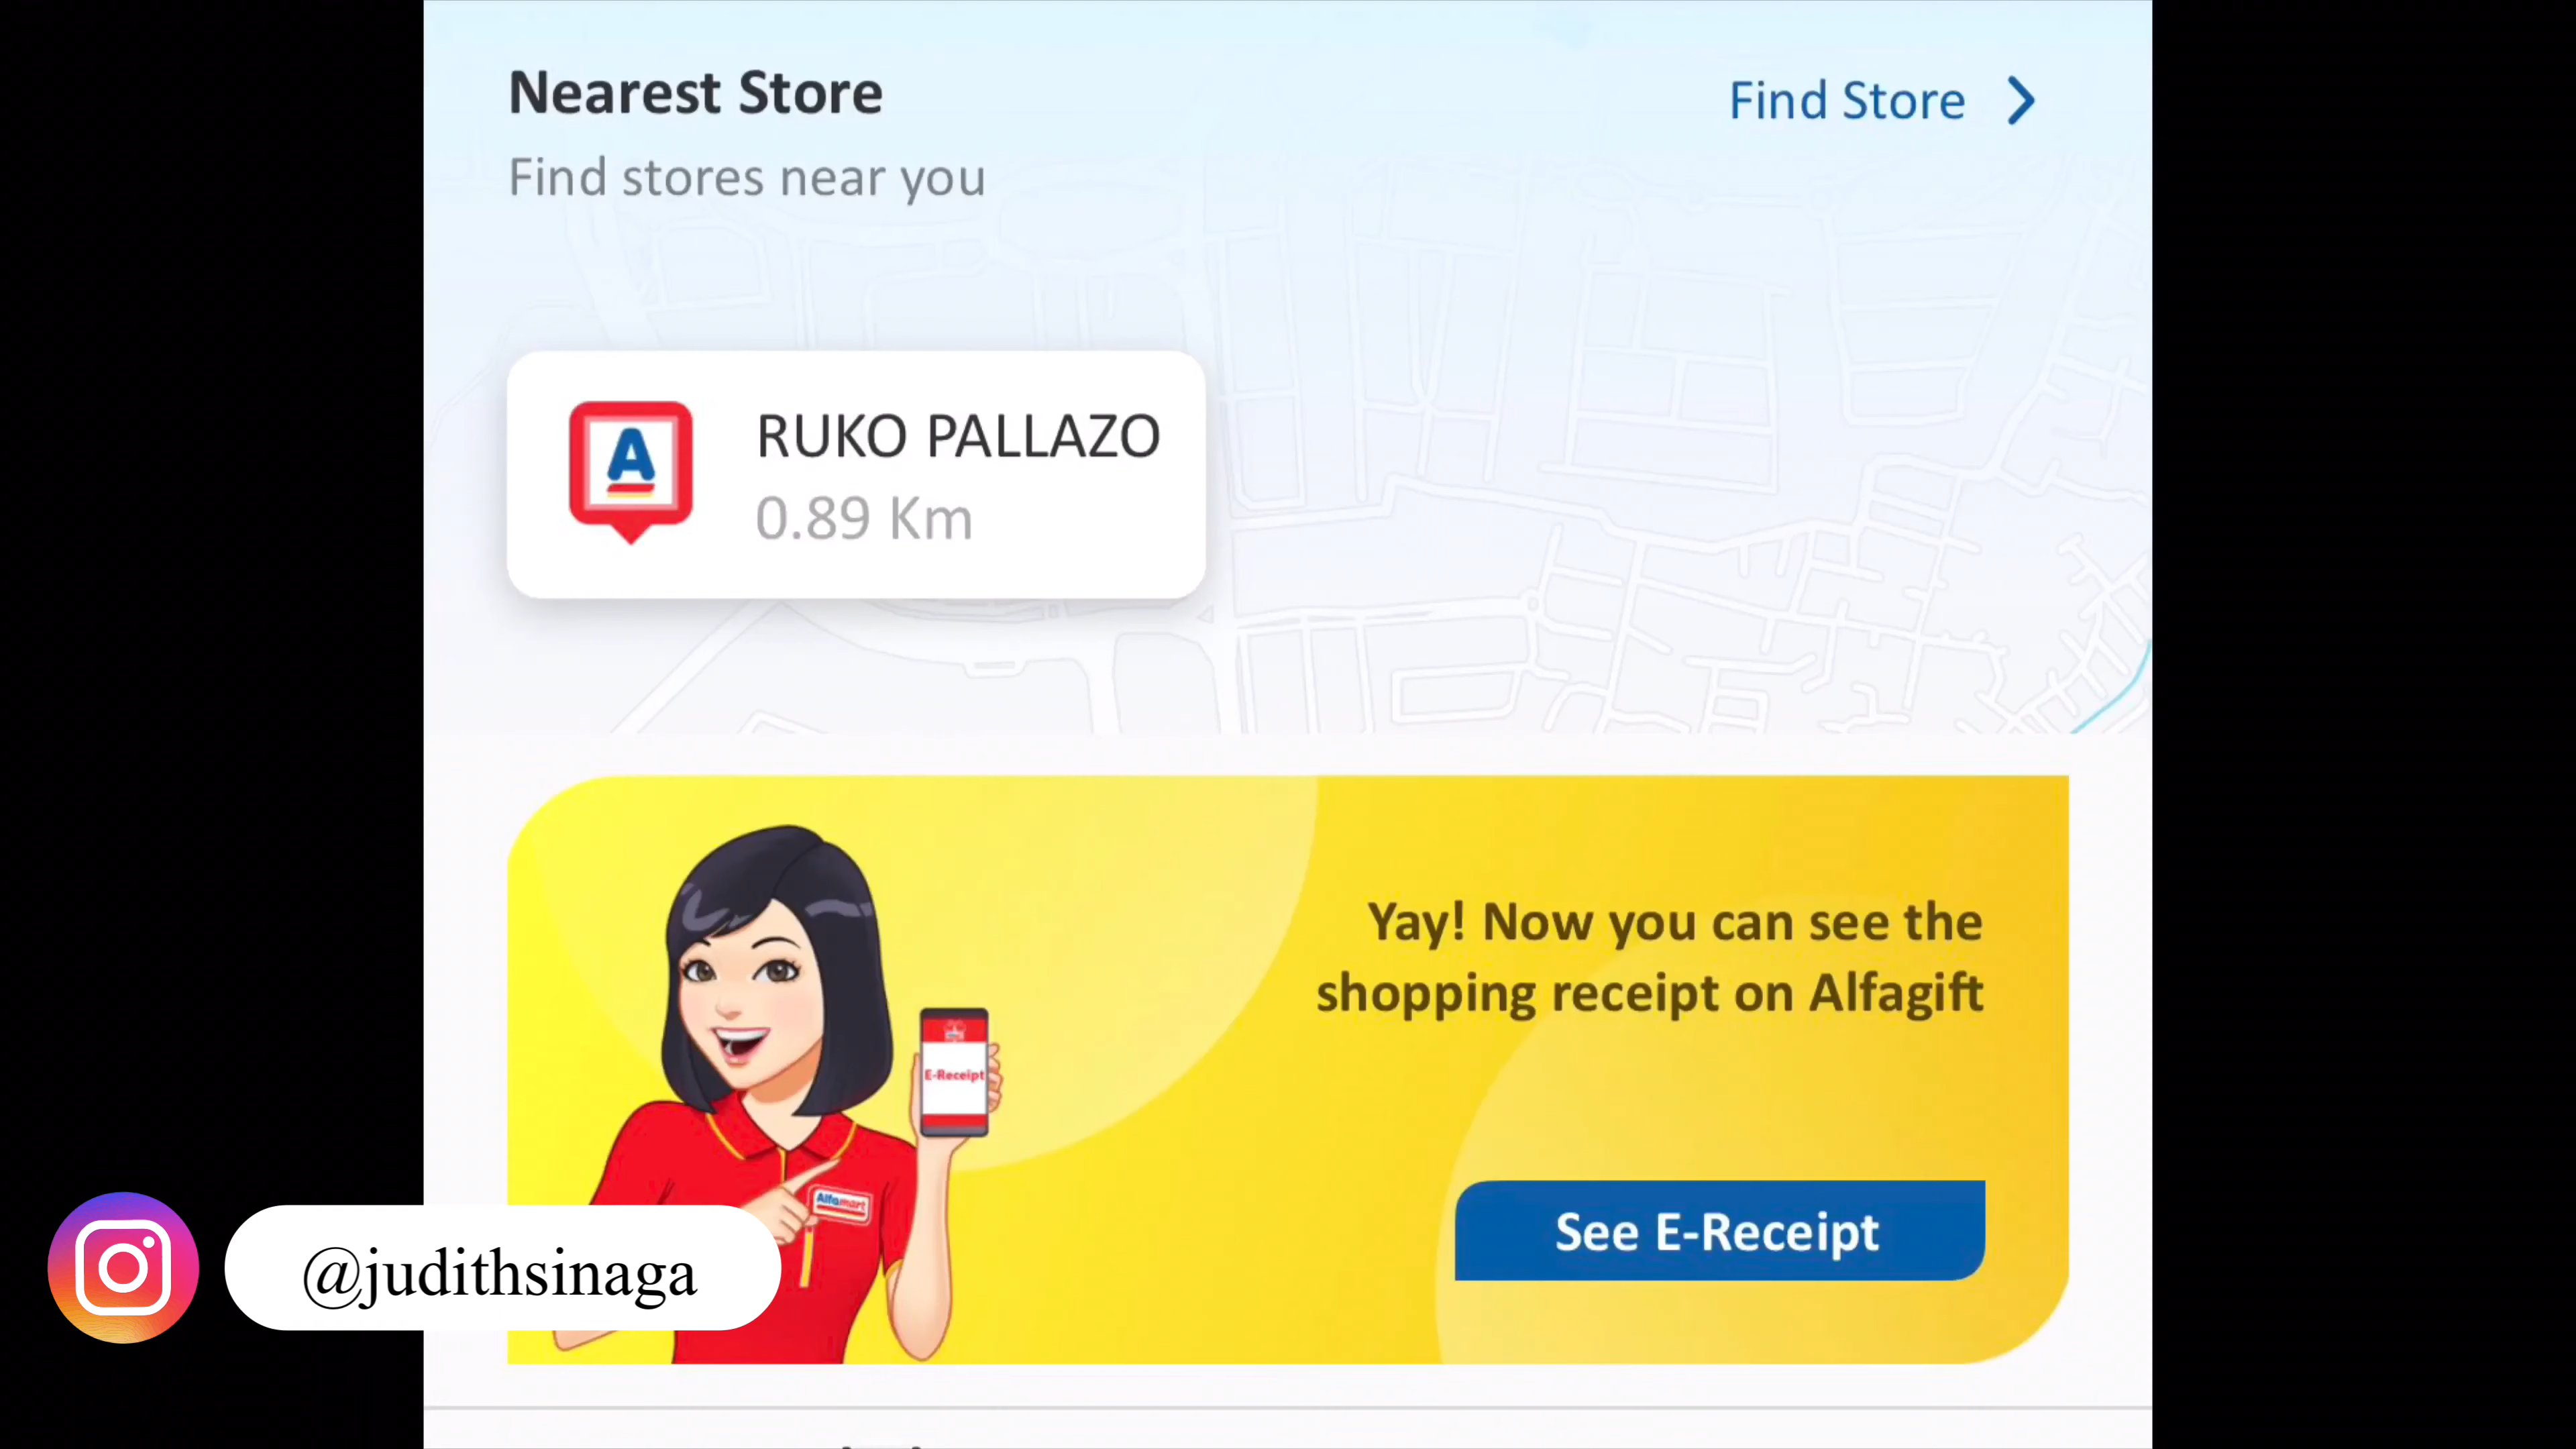 Nearest Store
Find Store
Find stores near you
A
RUKO PALLAZO
0.89 Km
Yay! Now you can see the
shopping receipt on Alfagift
E-Receipt
Alfamart
See E-Receipt
@judithsinaga